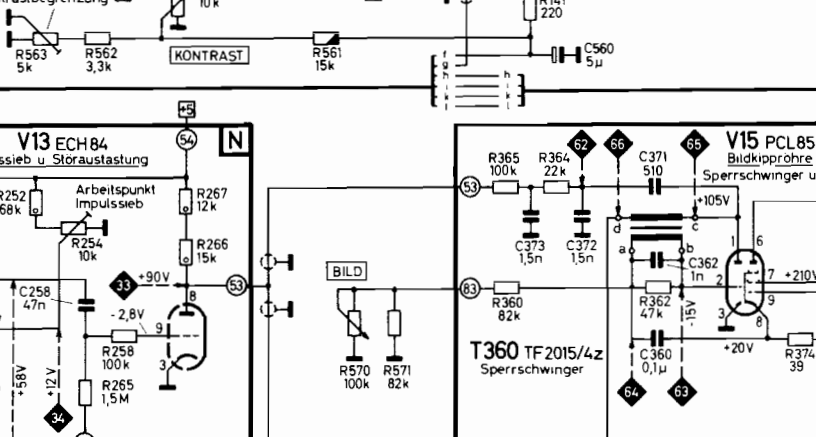 10k
R141
220
R563
5k
R562
3,3k
KONTRAST
R561
15k
f
g
h
i
k
l
h
i
k
l
C560
5µ
+5
54
V13 ECH84
N
Störaustastung
R252
68k
Arbeitspunkt
Impulssieb
R254
10k
R267
12k
R266
15k
33
+90V
53
8
C258
47n
-2,8V
9
R258
100k
3
R265
1,5M
+58V
+12V
34
BILD
R570
100k
R571
82k
53
R365
100k
R364
22k
62
66
65
C371
510
V15 PCL85
Bildkippröhre
Sperrschwinger u
+105V
C373
1,5n
C372
1,5n
d
c
a
b
C362
1n
1
6
83
R360
82k
R362
47k
2
7
+210V
9
-15V
3
8
T360 TF2015/4z
Sperrschwinger
C360
0,1µ
+20V
R374
39
64
63